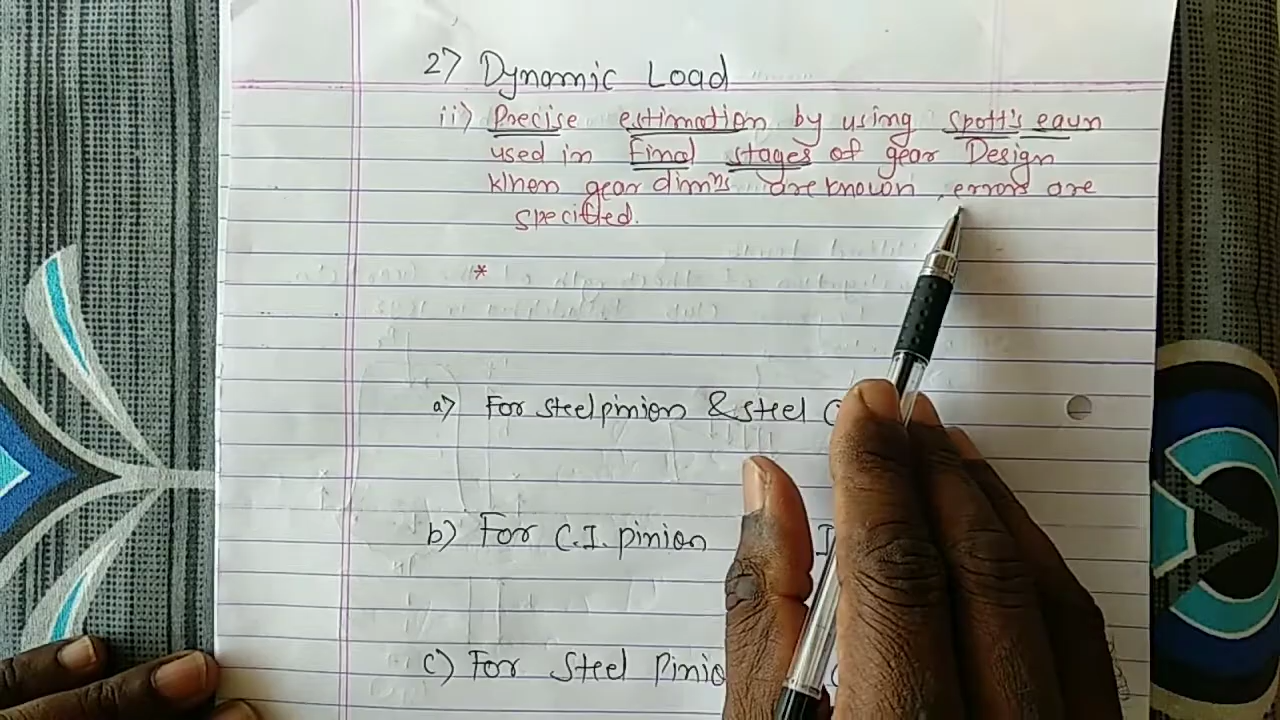 2) Dynamic Load
ii) Precise estimation by using spott's equn
used in Final stages of gear Design
When gear dimns are known, errors are
specified.
*
a) For steel pinion & steel
b) For C.I. pinion
c) For Steel Pinio